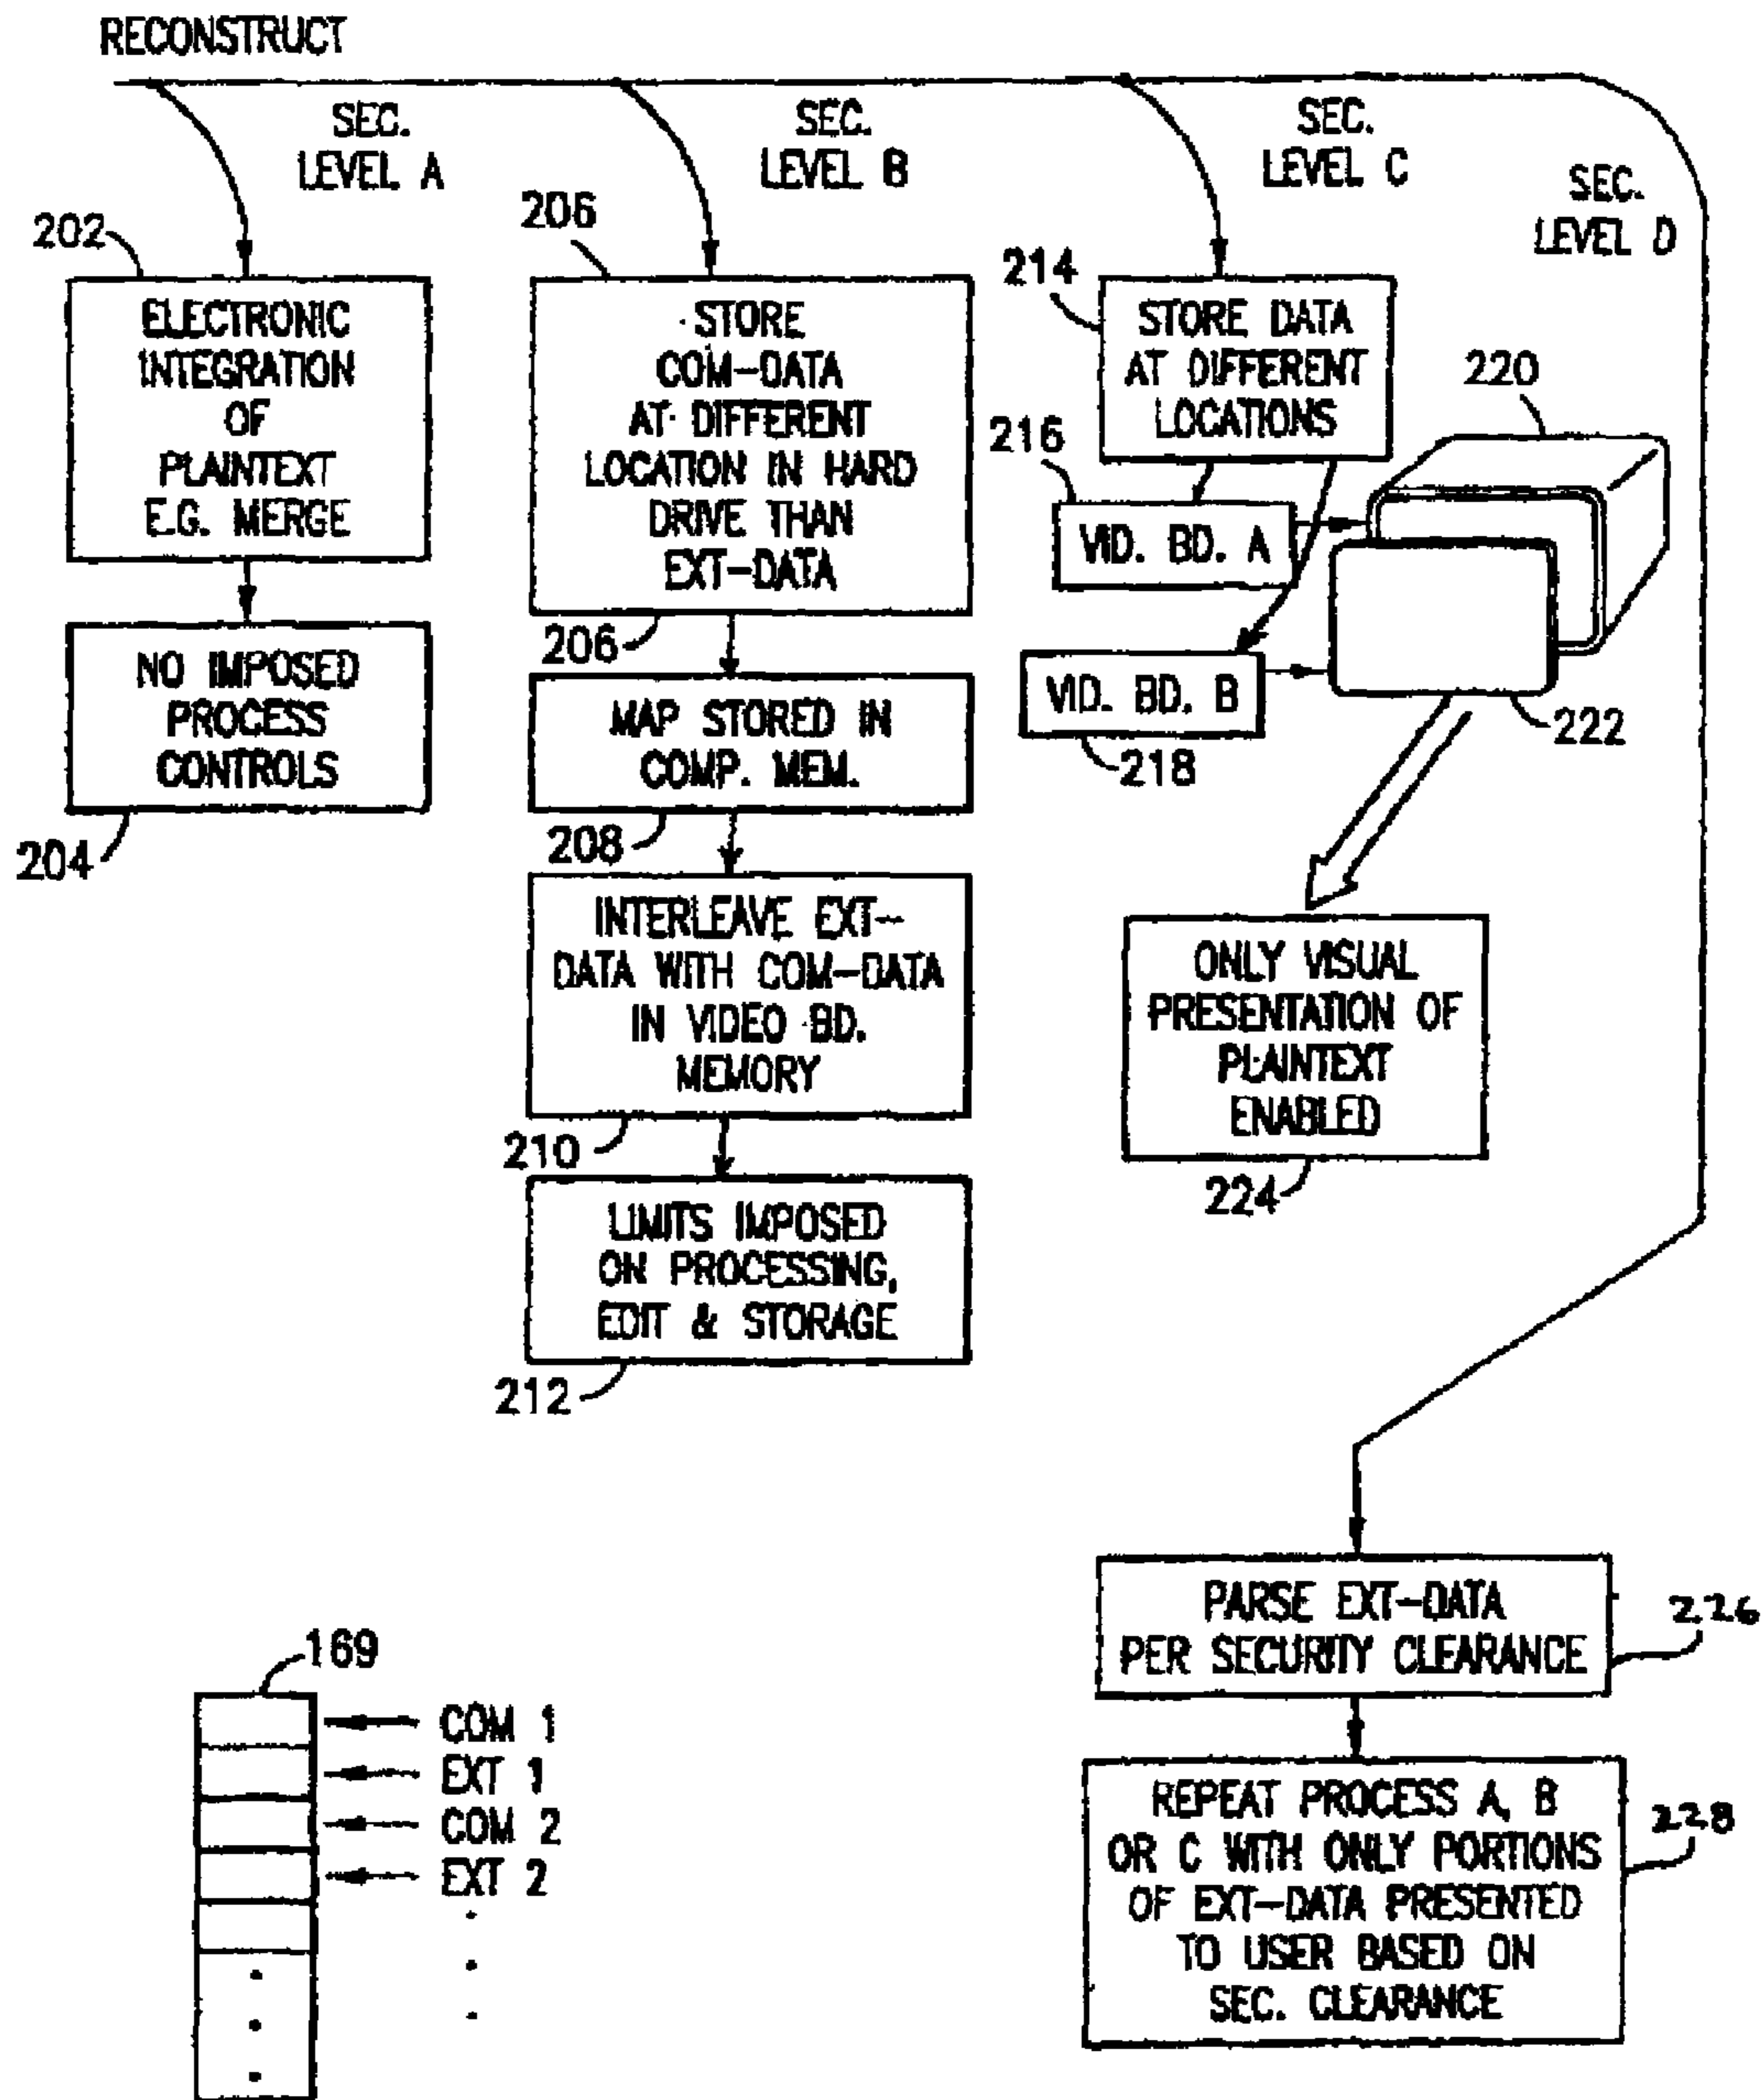 RECONSTRUCT
SEC.
LEVEL A
SEC.
LEVEL B
SEC.
LEVEL C
SEC.
LEVEL D
202
ELECTRONIC
INTEGRATION
OF
PLAINTEXT
E.G. MERGE
NO IMPOSED
PROCESS
CONTROLS
204
206
STORE
COM-DATA
AT DIFFERENT
LOCATION IN HARD
DRIVE THAN
EXT-DATA
206
MAP STORED IN
COMP. MEM.
208
INTERLEAVE EXT-
DATA WITH COM-DATA
IN VIDEO BD.
MEMORY
210
LIMITS IMPOSED
ON PROCESSING,
EDIT & STORAGE
212
214
STORE DATA
AT DIFFERENT
LOCATIONS
216
VID. BD. A
220
VID. BD. B
218
222
ONLY VISUAL
PRESENTATION OF
PLAINTEXT
ENABLED
224
PARSE EXT-DATA
PER SECURITY CLEARANCE
226
REPEAT PROCESS A, B
OR C WITH ONLY PORTIONS
OF EXT-DATA PRESENTED
TO USER BASED ON
SEC. CLEARANCE
228
169
COM 1
EXT 1
COM 2
EXT 2